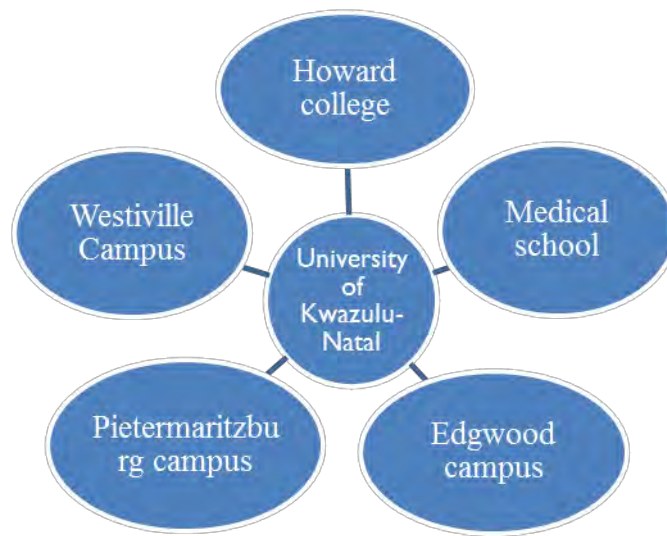 Howard
college
Westiville
Campus
Medical
school
University
of
Kwazulu-
Natal
Pietermaritzbu
rg campus
Edgwood
campus